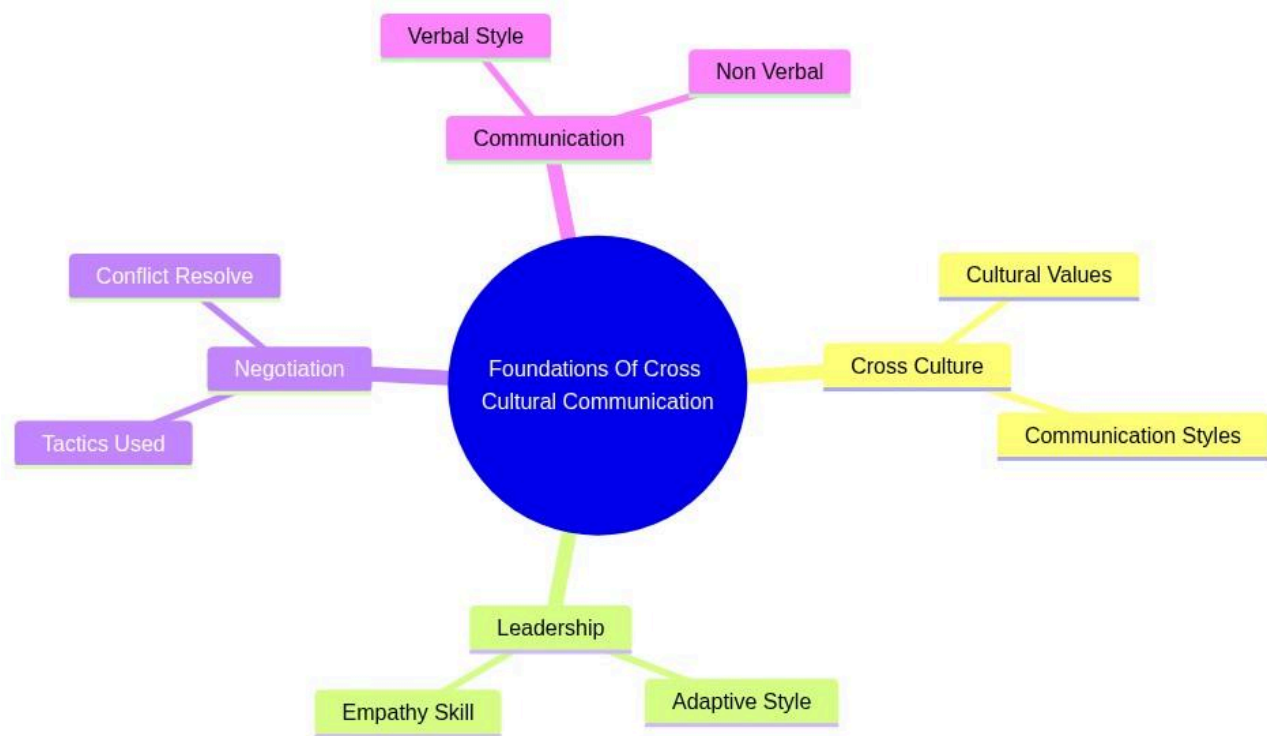 Verbal Style
Non Verbal
Communication
Conflict Resolve
Cultural Values
Negotiation
Foundations Of Cross
Cultural Communication
Cross Culture
Tactics Used
Communication Styles
Leadership
Empathy Skill
Adaptive Style